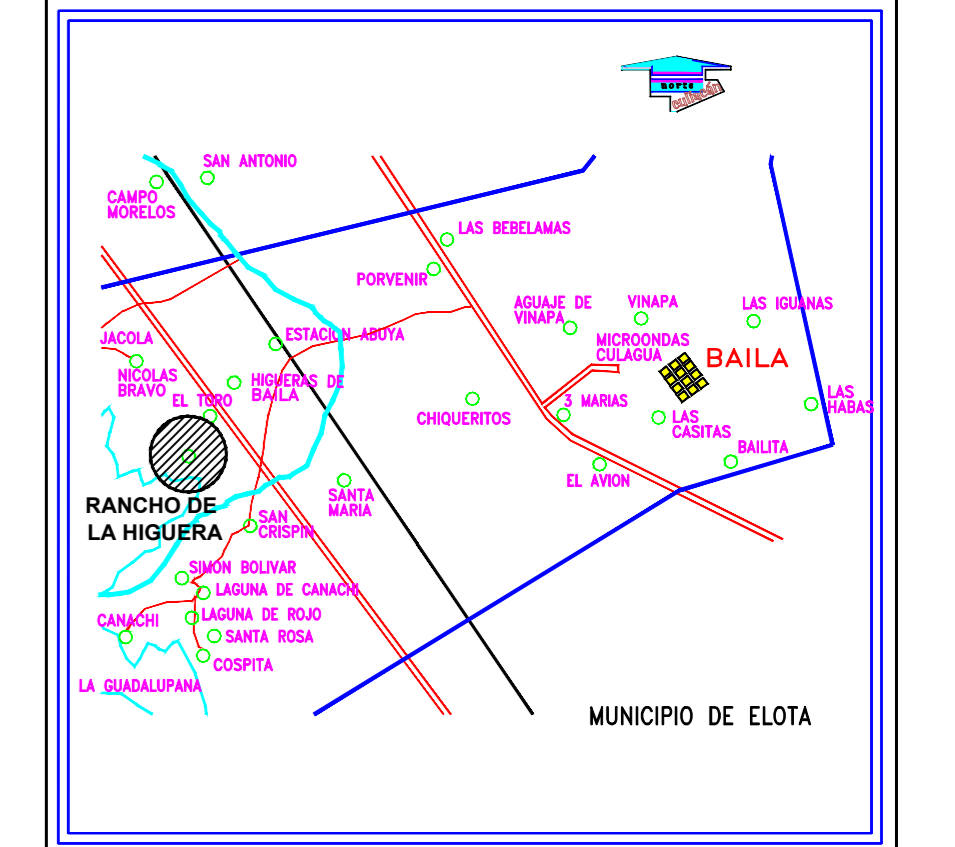 norte
culiacán
SAN ANTONIO
CAMPO
MORELOS
LAS BEBELAMAS
PORVENIR
AGUAJE DE
VINAPA
VINAPA
LAS IGUANAS
JACOLA
ESTACION ABUYA
MICROONDAS
CULAGUA
BAILA
NICOLAS
BRAVO
HIGUERAS DE
BAILA
EL TORO
CHIQUERITOS
3 MARIAS
LAS
CASITAS
LAS
HABAS
BAILITA
EL AVION
SANTA
MARIA
RANCHO DE
LA HIGUERA
SAN
CRISPIN
SIMON BOLIVAR
LAGUNA DE CANACHI
LAGUNA DE ROJO
CANACHI
SANTA ROSA
COSPITA
LA GUADALUPANA
MUNICIPIO DE ELOTA